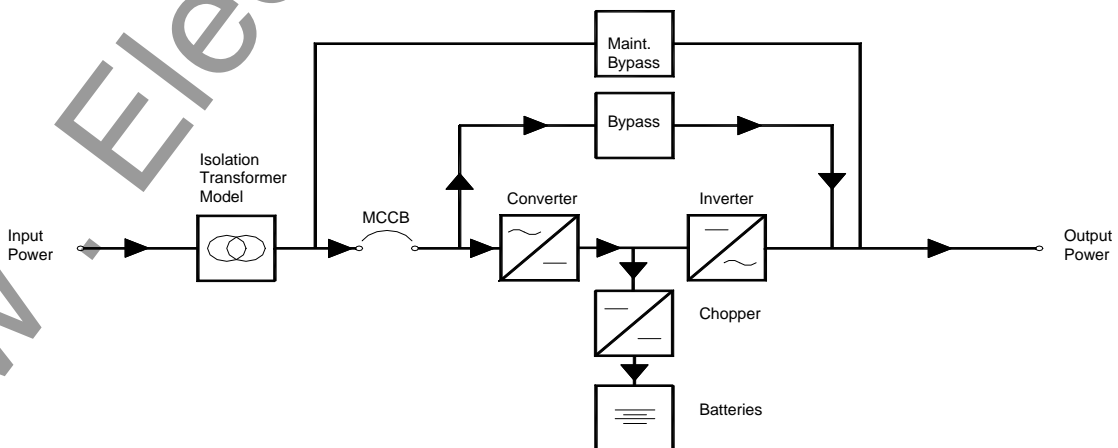 Maint.
Bypass
Bypass
Isolation
Transformer
Model
MCCB
Converter
Inverter
Input
Power
Output
Power
Chopper
Batteries